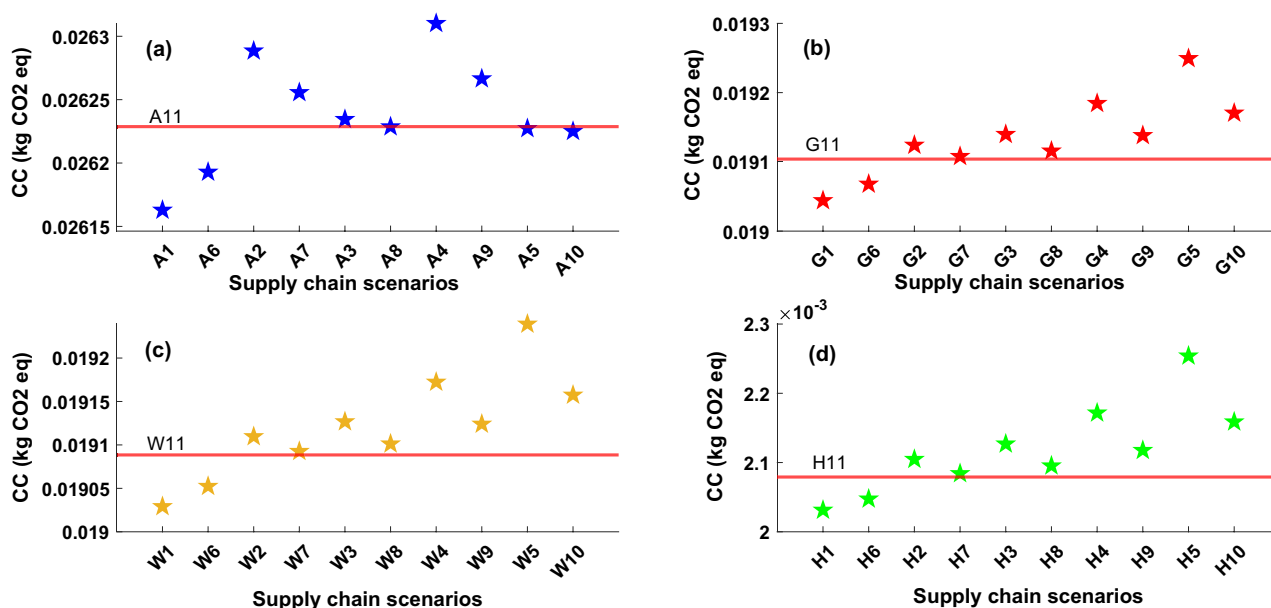 (a)
CC (kg CO2 eq)
0.0263
0.02625
0.0262
0.02615
A11
A1 A6 A2 A7 A3 A8 A4 A9 A5 A10
Supply chain scenarios
(b)
CC (kg CO2 eq)
0.0193
0.0192
0.0191
0.019
G11
G1 G6 G2 G7 G3 G8 G4 G9 G5 G10
Supply chain scenarios
(c)
CC (kg CO2 eq)
0.0192
0.01915
0.0191
0.01905
0.019
W11
W1 W6 W2 W7 W3 W8 W4 W9 W5 W10
Supply chain scenarios
(d)
CC (kg CO2 eq)
×10⁻³
2.3
2.2
2.1
2
H11
H1 H6 H2 H7 H3 H8 H4 H9 H5 H10
Supply chain scenarios